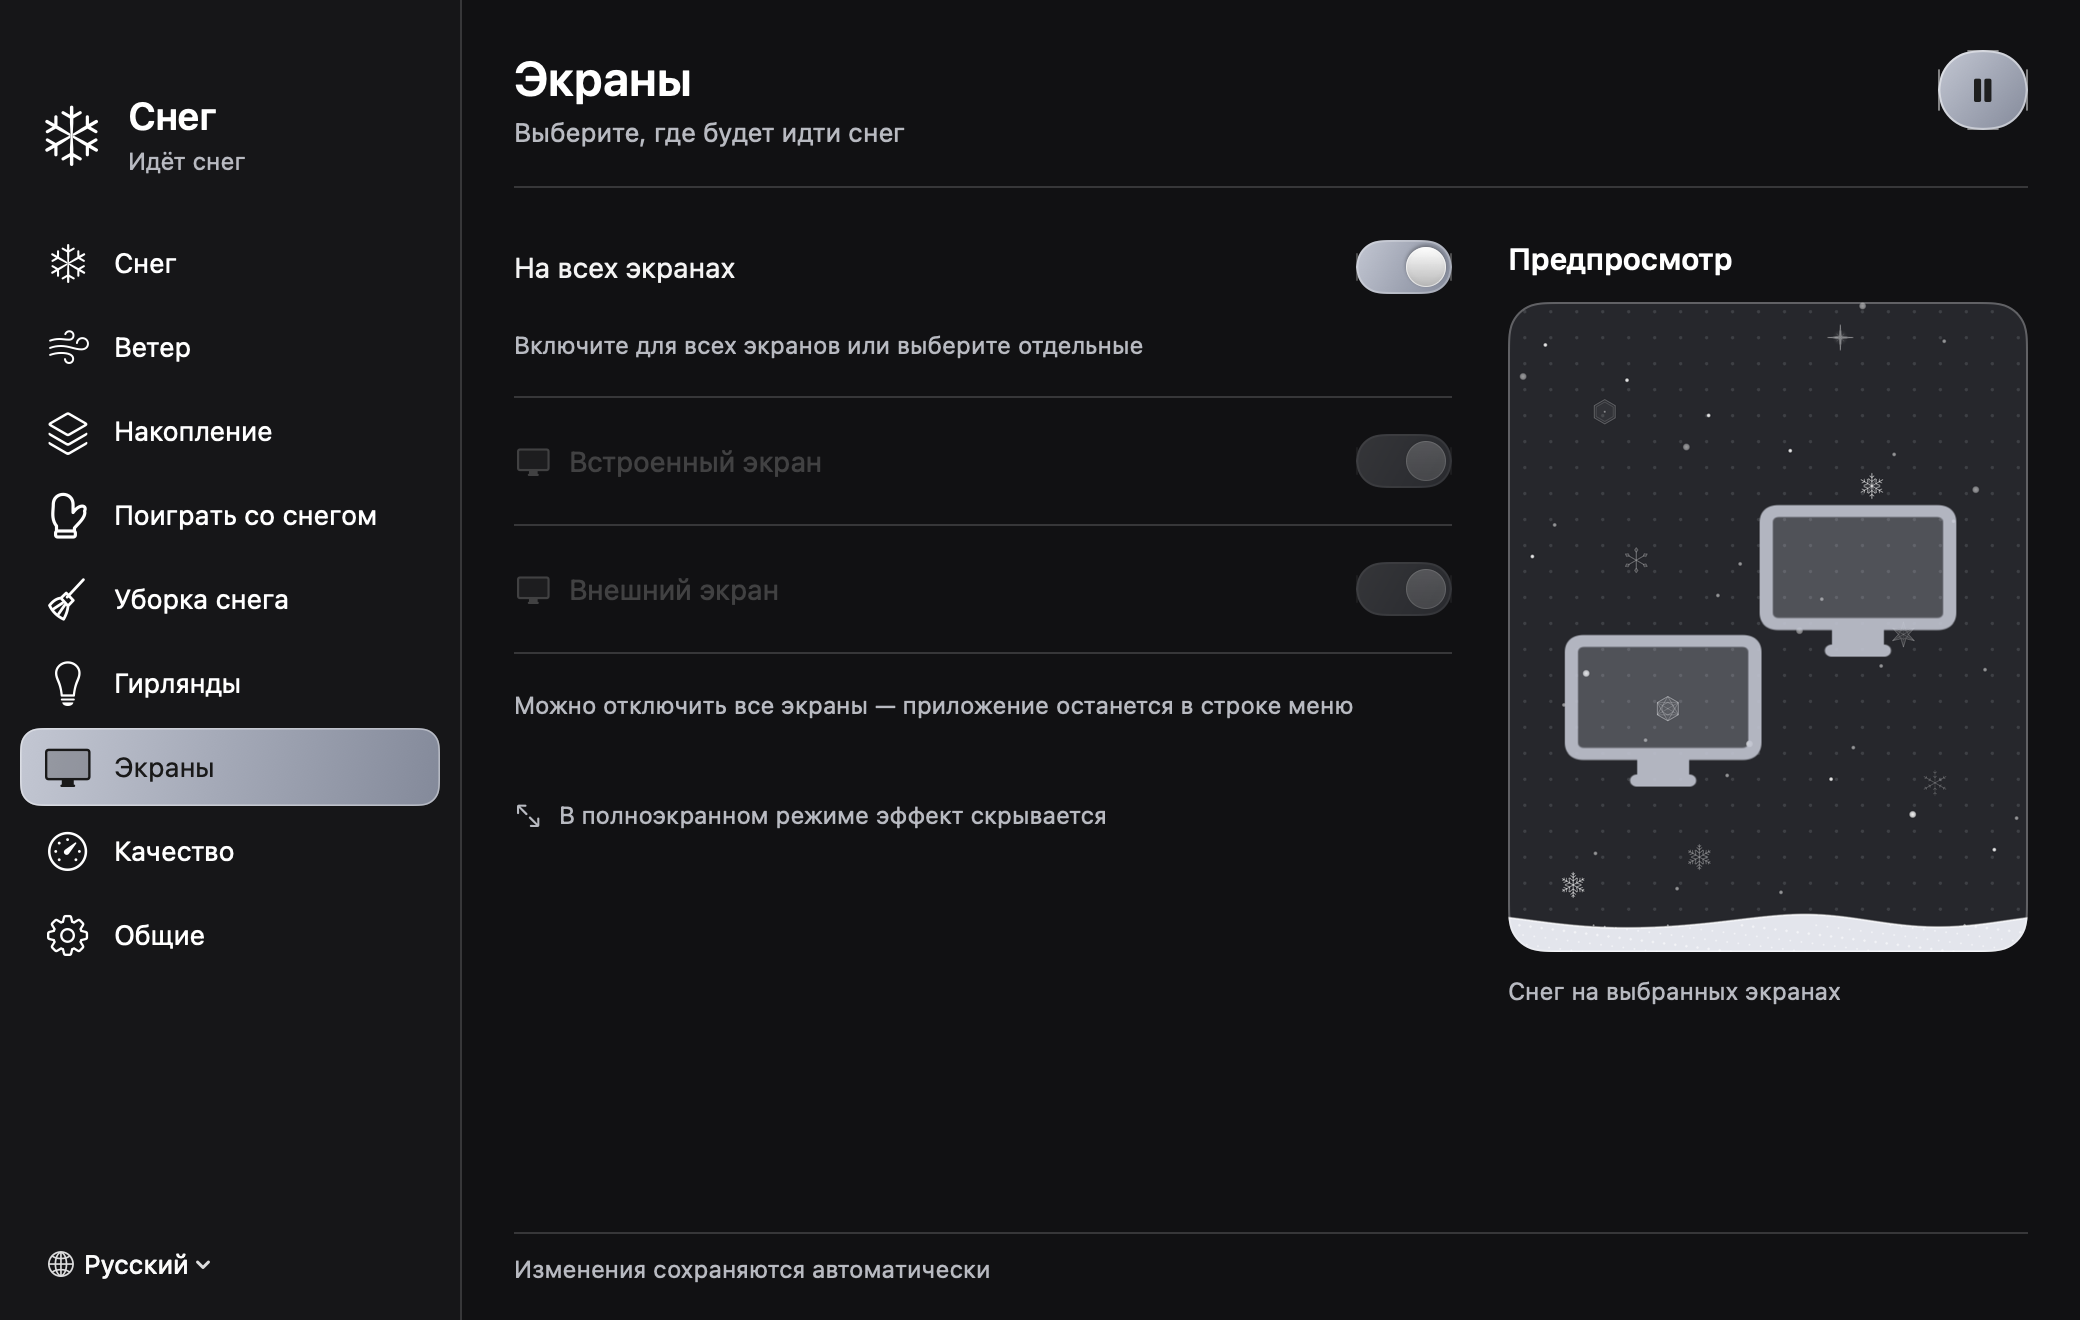 Снег
Идёт снег
Снег
Ветер
Накопление
Поиграть со снегом
Уборка снега
Гирлянды
Экраны
Качество
Общие
Русский
Экраны
Выберите, где будет идти снег
На всех экранах
Включите для всех экранов или выберите отдельные
Встроенный экран
Внешний экран
Можно отключить все экраны — приложение останется в строке меню
В полноэкранном режиме эффект скрывается
Предпросмотр
Снег на выбранных экранах
Изменения сохраняются автоматически